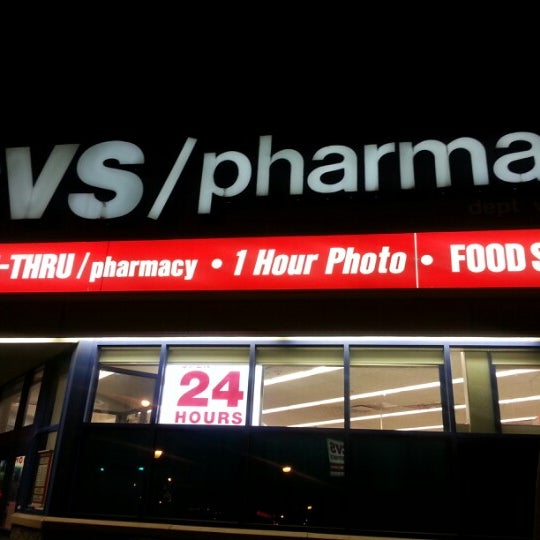 VS/pharma
-THRU / pharmacy • 1 Hour Photo • FOOD S
24
HOURS